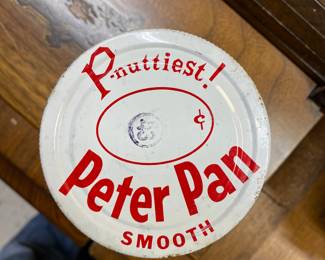 P-nuttiest!
¢
Peter Pan
SMOOTH